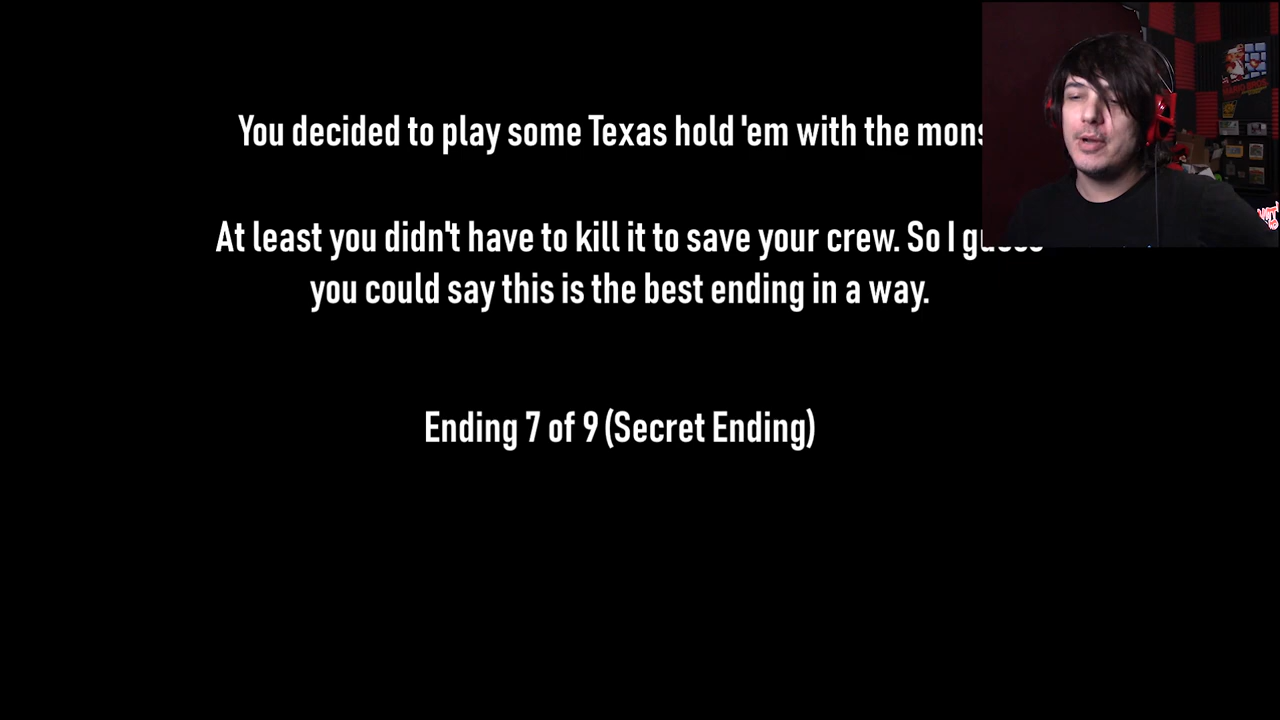 You decided to play some Texas hold 'em with the
At least you didn't have to kill it to save your crew. So I
you could say this is the best ending in a way.
Ending 7 of 9 (Secret Ending)